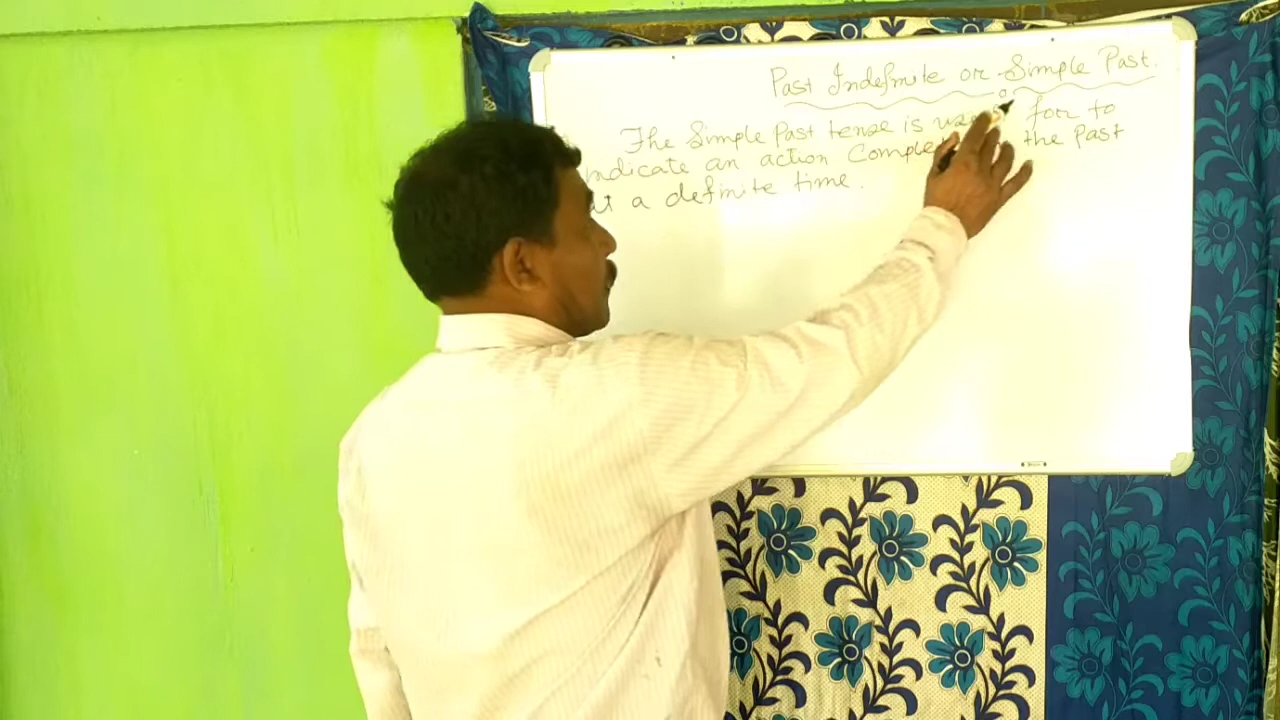 Past Indefinite or Simple Past.
The Simple Past tense is for to
indicate an action the Past
at a definite time.